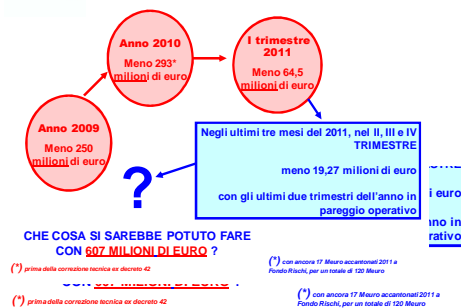 Anno 2009
Meno 250
milioni di euro
Anno 2010
Meno 293*
milioni di euro
I trimestre
2011
Meno 64,5
milioni di euro
Negli ultimi tre mesi del 2011, nel II, III e IV
TRIMESTRE
meno 19,27 milioni di euro
con gli ultimi due trimestri dell'anno in
pareggio operativo
?
i euro
nno in
rativo
CHE COSA SI SAREBBE POTUTO FARE
CON 607 MILIONI DI EURO ?
(*) prima della correzione tecnica ex decreto 42
(*) con ancora 17 Meuro accantonati 2011 a
Fondo Rischi, per un totale di 120 Meuro
(*) prima della correzione tecnica ex decreto 42
(*) con ancora 17 Meuro accantonati 2011 a
Fondo Rischi, per un totale di 120 Meuro